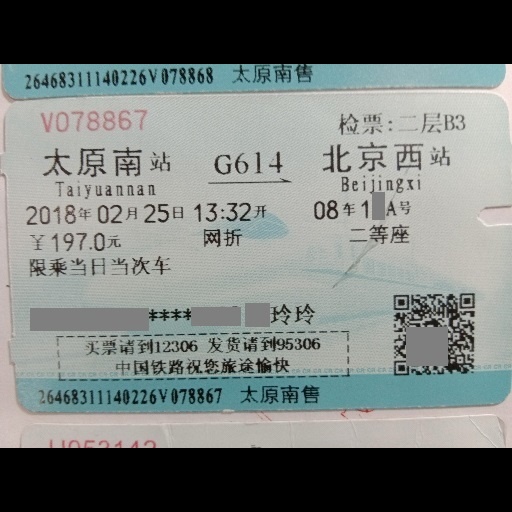 26468311140226V078868 太原南售
V078867
检票:二层B3
太原南站 G614 北京西站
Taiyuannan Beijingxi
2018年02月25日 13:32开 08车1 A号
￥197.0元 网折 二等座
限乘当日当次车
**** 玲玲
买票请到12306 发货请到95306
中国铁路祝您旅途愉快
26468311140226V078867 太原南售